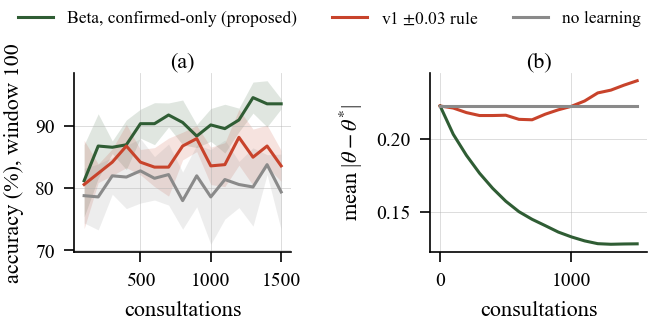 Beta, confirmed-only (proposed)
v1 ±0.03 rule
no learning
(a)
accuracy (%), window 100
90
80
70
500
1000
1500
consultations
(b)
mean |θ − θ*|
0.20
0.15
0
1000
consultations